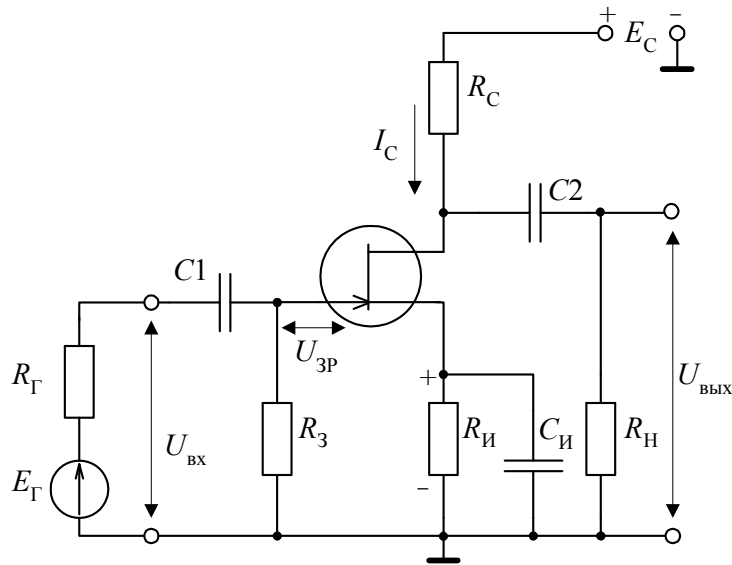 + E_С -
R_С
I_С
C2
C1
U_ЗР
R_Г
+
U_вых
R_З
R_И
C_И
R_Н
U_вх
E_Г
-